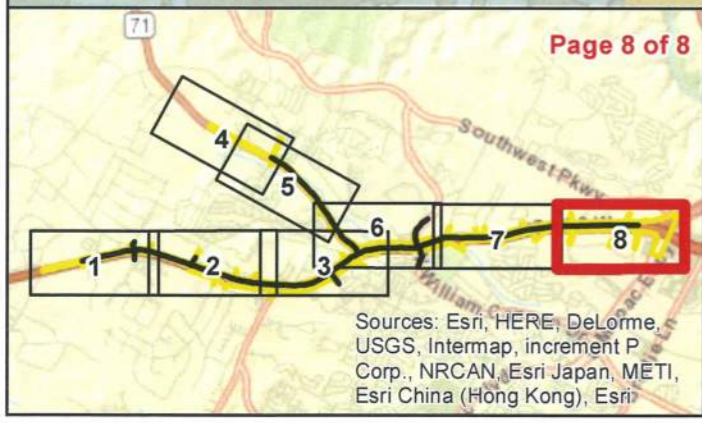 71
Page 8 of 8
Southwest Pkwy
4
5
6
7
8
1
2
3
William
Sources: Esri, HERE, DeLorme,
USGS, Intermap, increment P
Corp., NRCAN, Esri Japan, METI,
Esri China (Hong Kong), Esri